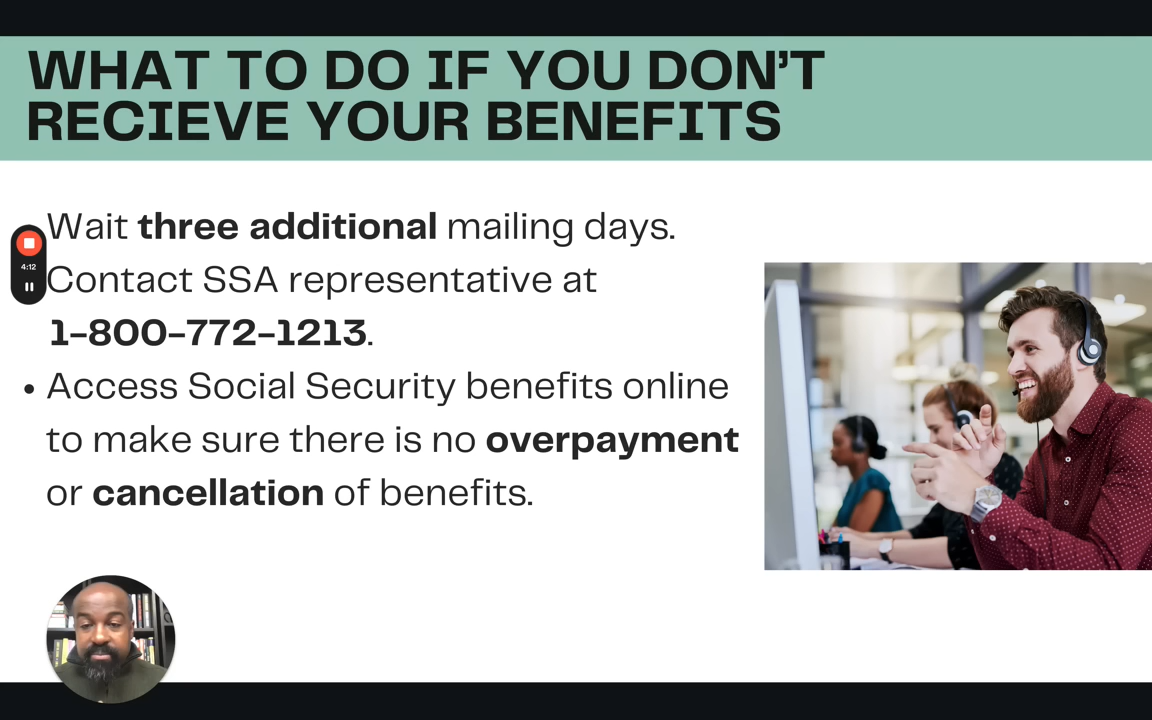 WHAT TO DO IF YOU DON’T
RECIEVE YOUR BENEFITS
Wait three additional mailing days.
4:12
Contact SSA representative at
1-800-772-1213.
• Access Social Security benefits online
to make sure there is no overpayment
or cancellation of benefits.